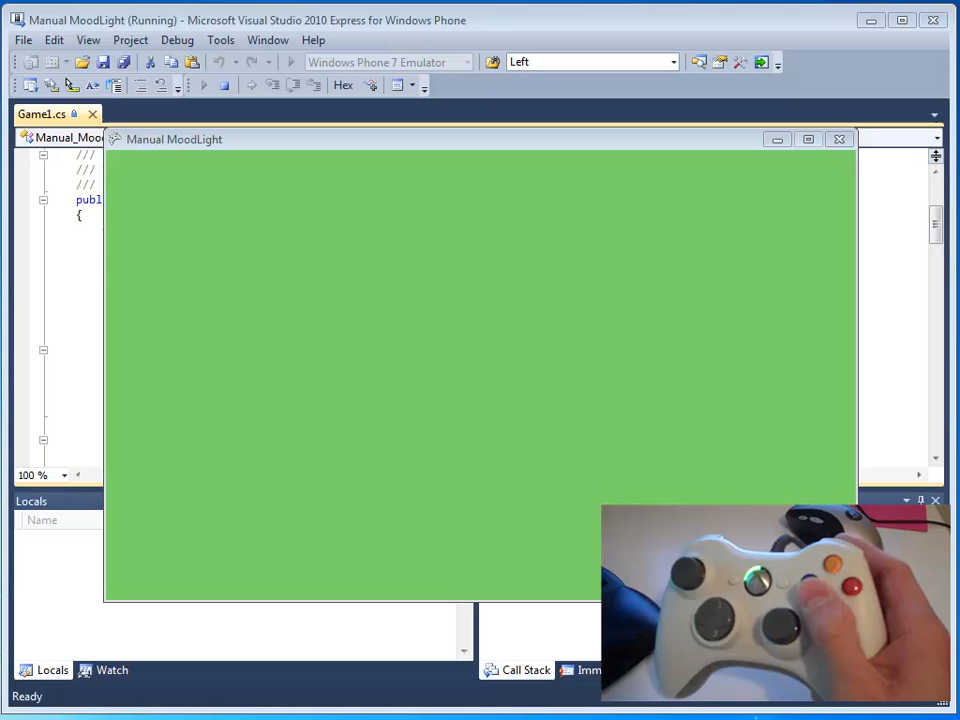 Manual MoodLight (Running) - Microsoft Visual Studio 2010 Express for Windows Phone
File Edit View Project Debug Tools Window Help
Windows Phone 7 Emulator Left
Hex
Game1.cs
Manual_Moo
Manual MoodLight
///
///
///
publ
{
100 %
Locals
Name
Locals Watch Call Stack Imm
Ready